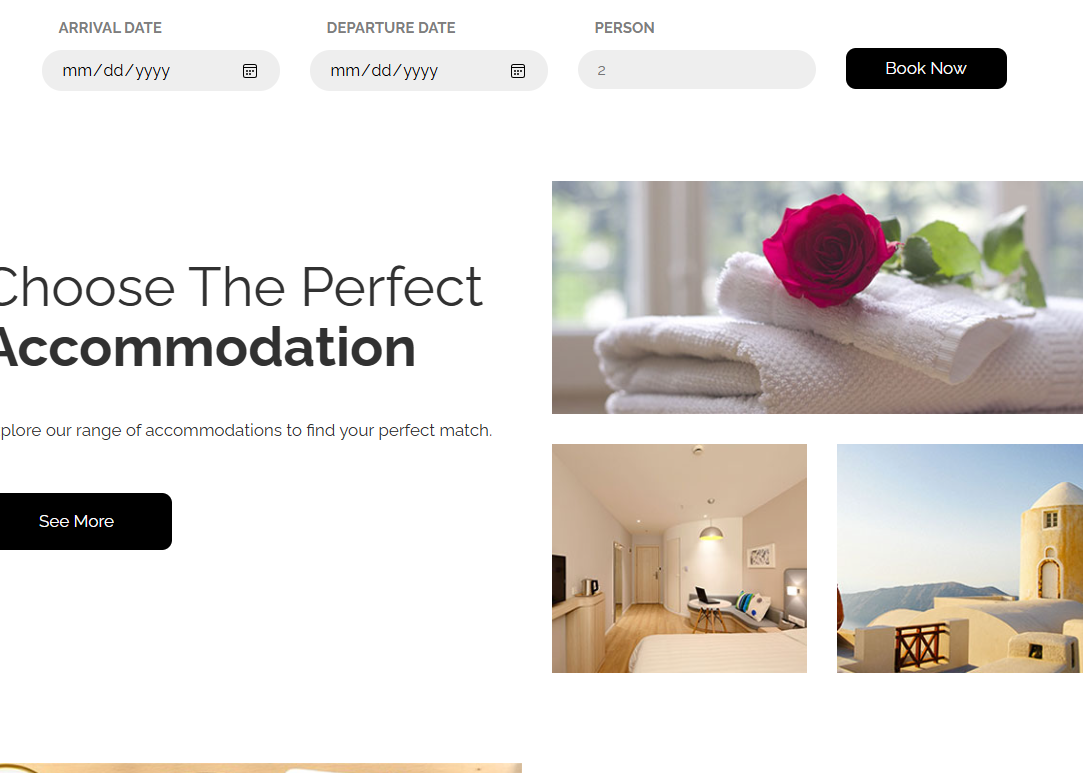 ARRIVAL DATE
DEPARTURE DATE
PERSON
mm/dd/yyyy
mm/dd/yyyy
2
Book Now
Choose The Perfect
Accommodation
plore our range of accommodations to find your perfect match.
See More